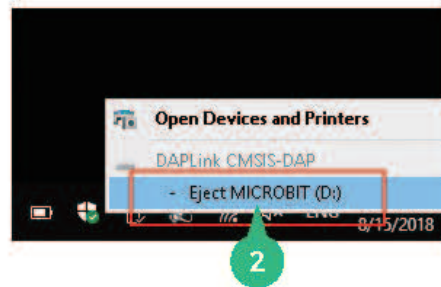 Open Devices and Printers
DAPLink CMSIS-DAP
- Eject MICROBIT (D:)
ENG
8/15/2018
2